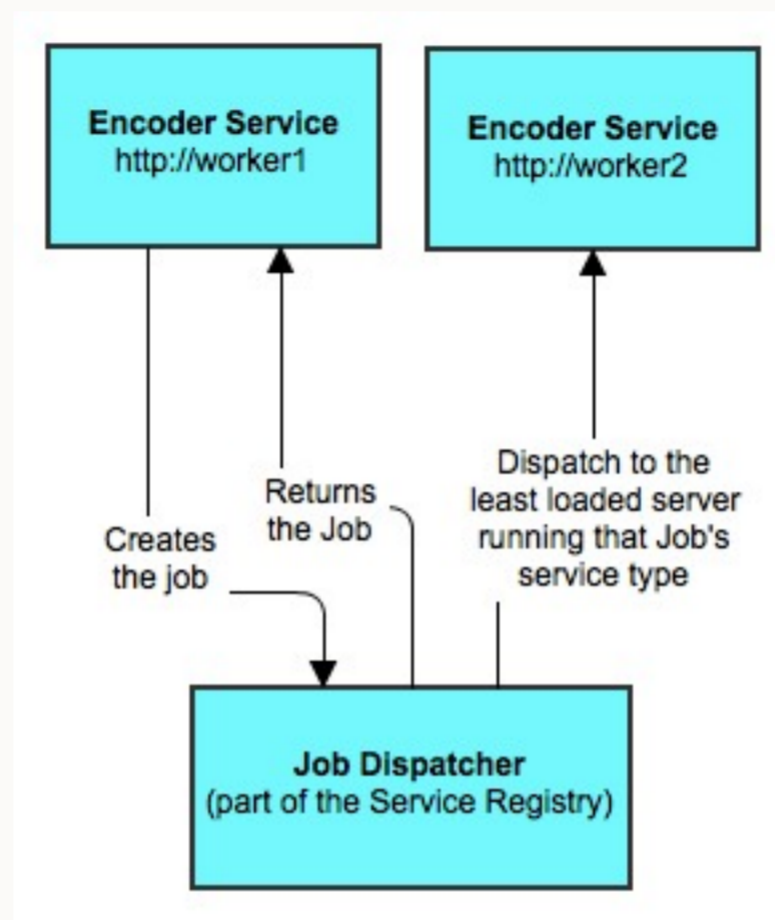 Encoder Service
http://worker1
Encoder Service
http://worker2
Returns
the Job
Creates
the job
Dispatch to the
least loaded server
running that Job's
service type
Job Dispatcher
(part of the Service Registry)